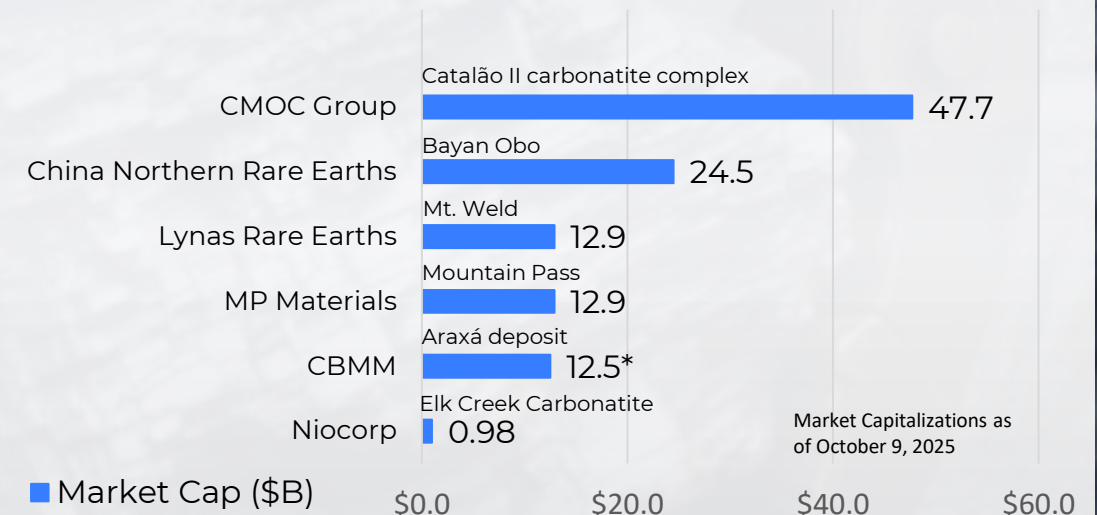 Catalão II carbonatite complex
CMOC Group 47.7
Bayan Obo
China Northern Rare Earths 24.5
Mt. Weld
Lynas Rare Earths 12.9
Mountain Pass
MP Materials 12.9
Araxá deposit
CBMM 12.5*
Elk Creek Carbonatite
Niocorp 0.98
Market Capitalizations as
of October 9, 2025
Market Cap ($B)
$0.0 $20.0 $40.0 $60.0